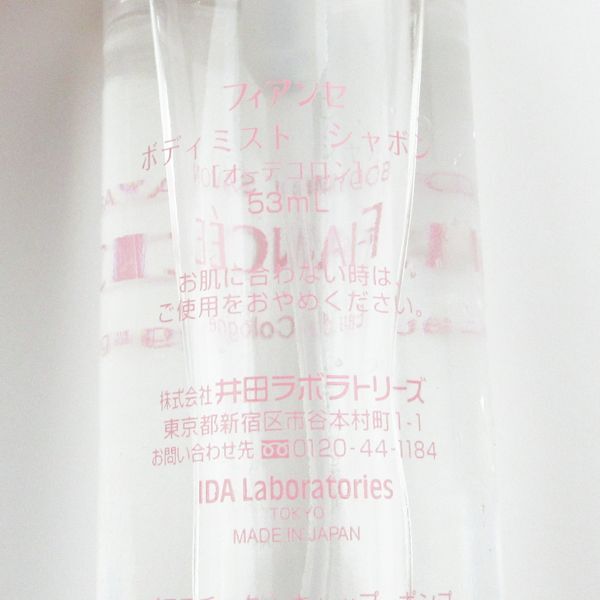 フィアンセ
ボディミスト シャボン
[オーデコロン]
53mL
FIANCÉE
お肌に合わない時は、
ご使用をおやめください。
Cologne
株式会社 井田ラボラトリーズ
東京都新宿区市谷本村町1-1
お問い合わせ先 0120-44-1184
IDA Laboratories
TOKYO
MADE IN JAPAN